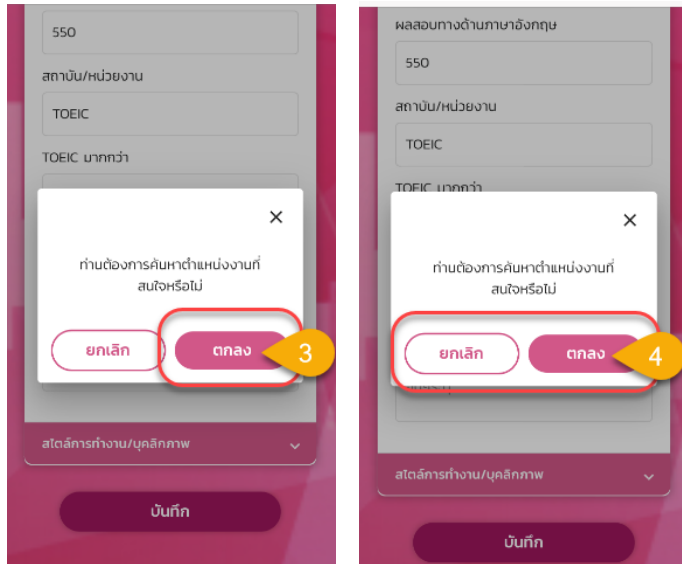 550
สถาบัน/หน่วยงาน
TOEIC
TOEIC มากกว่า
ท่านต้องการค้นหาตำแหน่งงานที่
สนใจหรือไม่
ยกเลิก
ตกลง
3
สไตล์การทำงาน/บุคลิกภาพ
บันทึก
ผลสอบทางด้านภาษาอังกฤษ
550
สถาบัน/หน่วยงาน
TOEIC
TOEIC มากกว่า
ท่านต้องการค้นหาตำแหน่งงานที่
สนใจหรือไม่
ยกเลิก
ตกลง
4
สไตล์การทำงาน/บุคลิกภาพ
บันทึก